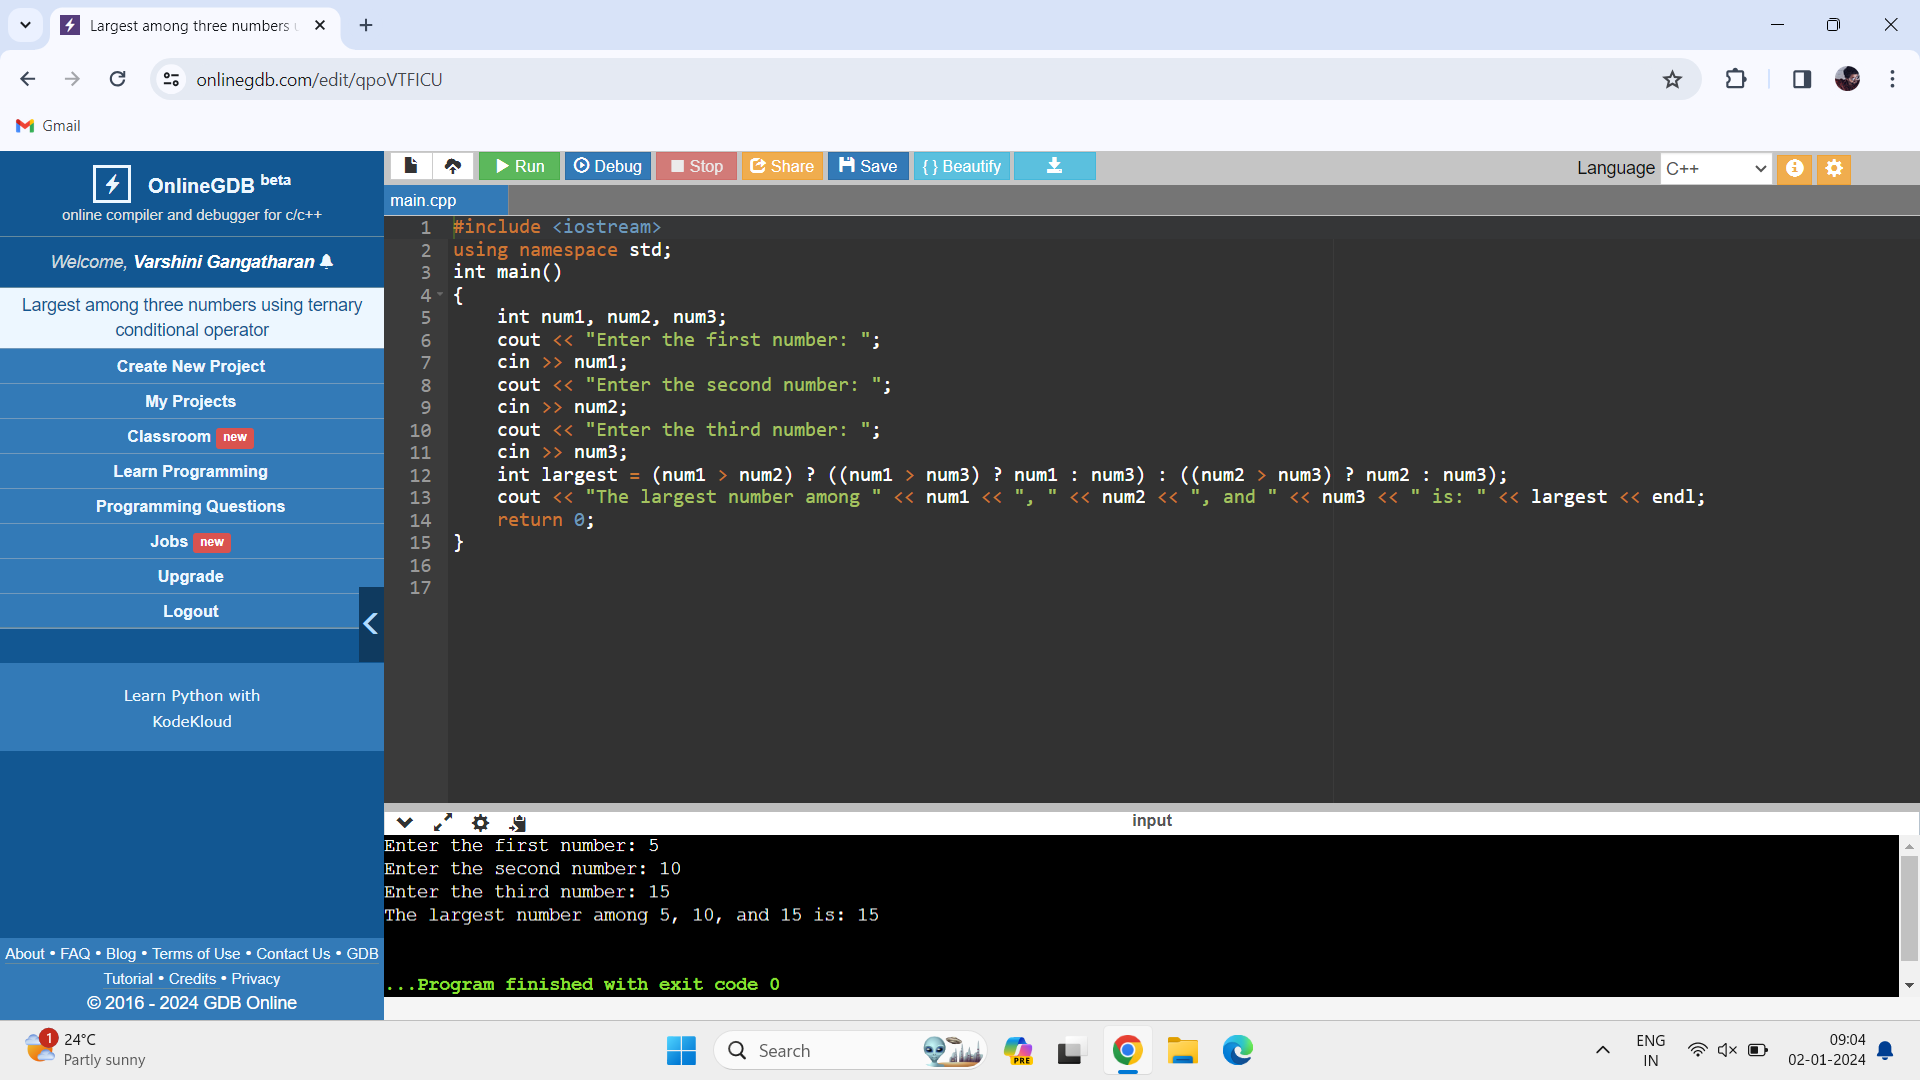 Largest among three numbers u
onlinegdb.com/edit/qpoVTFICU
Gmail
OnlineGDB beta
online compiler and debugger for c/c++
Welcome, Varshini Gangatharan
Largest among three numbers using ternary
conditional operator
Create New Project
My Projects
Classroom new
Learn Programming
Programming Questions
Jobs new
Upgrade
Logout
Learn Python with
KodeKloud
About • FAQ • Blog • Terms of Use • Contact Us • GDB
Tutorial • Credits • Privacy
© 2016 - 2024 GDB Online
Run Debug Stop Share Save { } Beautify Language C++
main.cpp
1 #include <iostream>
2 using namespace std;
3 int main()
4 {
5 int num1, num2, num3;
6 cout << "Enter the first number: ";
7 cin >> num1;
8 cout << "Enter the second number: ";
9 cin >> num2;
10 cout << "Enter the third number: ";
11 cin >> num3;
12 int largest = (num1 > num2) ? ((num1 > num3) ? num1 : num3) : ((num2 > num3) ? num2 : num3);
13 cout << "The largest number among " << num1 << ", " << num2 << ", and " << num3 << " is: " << largest << endl;
14 return 0;
15 }
16
17
input
Enter the first number: 5
Enter the second number: 10
Enter the third number: 15
The largest number among 5, 10, and 15 is: 15
...Program finished with exit code 0
1
24°C
Partly sunny
Search
PRE
ENG
IN
09:04
02-01-2024